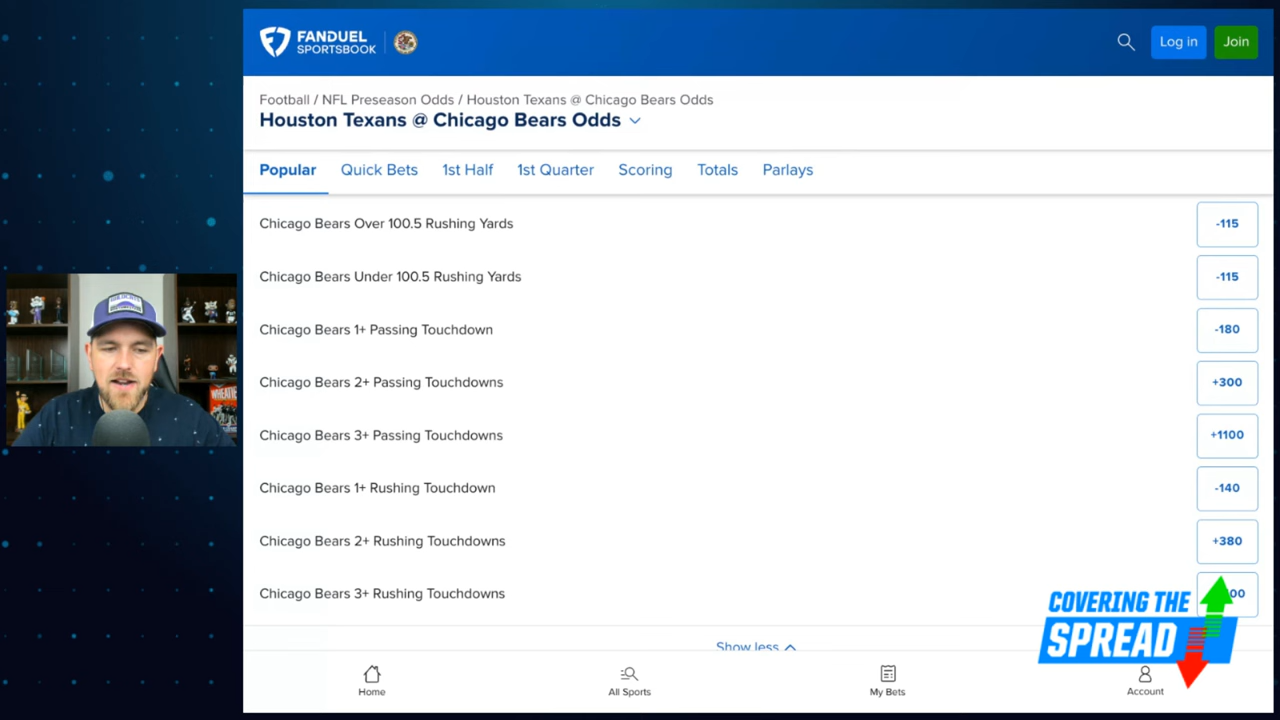 FANDUEL
SPORTSBOOK
Log in
Join
Football / NFL Preseason Odds / Houston Texans @ Chicago Bears Odds
Houston Texans @ Chicago Bears Odds
Popular
Quick Bets
1st Half
1st Quarter
Scoring
Totals
Parlays
Chicago Bears Over 100.5 Rushing Yards
-115
Chicago Bears Under 100.5 Rushing Yards
-115
Chicago Bears 1+ Passing Touchdown
-180
Chicago Bears 2+ Passing Touchdowns
+300
Chicago Bears 3+ Passing Touchdowns
+1100
Chicago Bears 1+ Rushing Touchdown
-140
Chicago Bears 2+ Rushing Touchdowns
+380
Chicago Bears 3+ Rushing Touchdowns
COVERING THE
SPREAD
Show less
Home
All Sports
My Bets
Account
WHEATIES